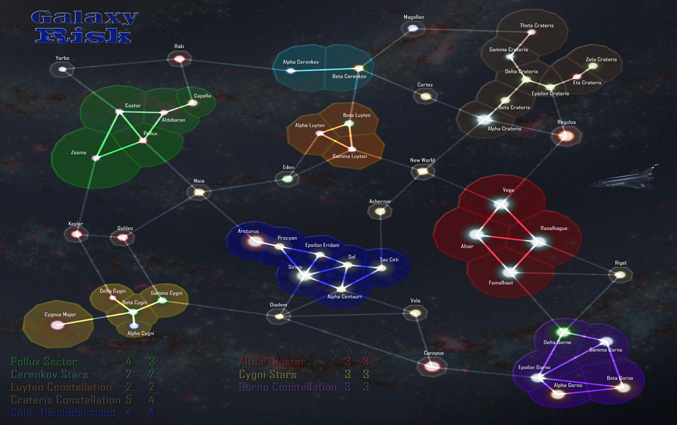 Galaxy
Risk
Magellan
Theta Crateris
Raki
Yarbo
Gamma Crateris
Alpha Cerenkov
Beta Cerenkov
Delta Crateris
Zeta Crateris
Eta Crateris
Cortez
Epsilon Crateris
Capella
Castor
Aldebaran
Beta Crateris
Beta Luyten
Alpha Luyten
Alpha Crateris
Regulus
Pollux
Zosma
Gamma Luyten
New World
Eden
Maia
Vega
Achernar
Kepler
Galileo
Arcturus
Procyon
Epsilon Eridani
Sol
Tau Ceti
Sirius
Altair
Rasalhague
Rigel
Fomalhaut
Alpha Centauri
Delta Cygni
Gamma Cygni
Beta Cygni
Cygnus Major
Alpha Cygni
Diadem
Vela
Canopus
Delta Gorno
Gamma Gorno
Epsilon Gorno
Alpha Gorno
Beta Gorno
Pollux Sector 4 3
Cerenkov Stars 2 2
Luyten Constellation 2 2
Crateris Constellation 5 4
Solar Neighbourhood 4 4
Altair Cluster 3 3
Cygni Stars 3 3
Gorno Constellation 3 3